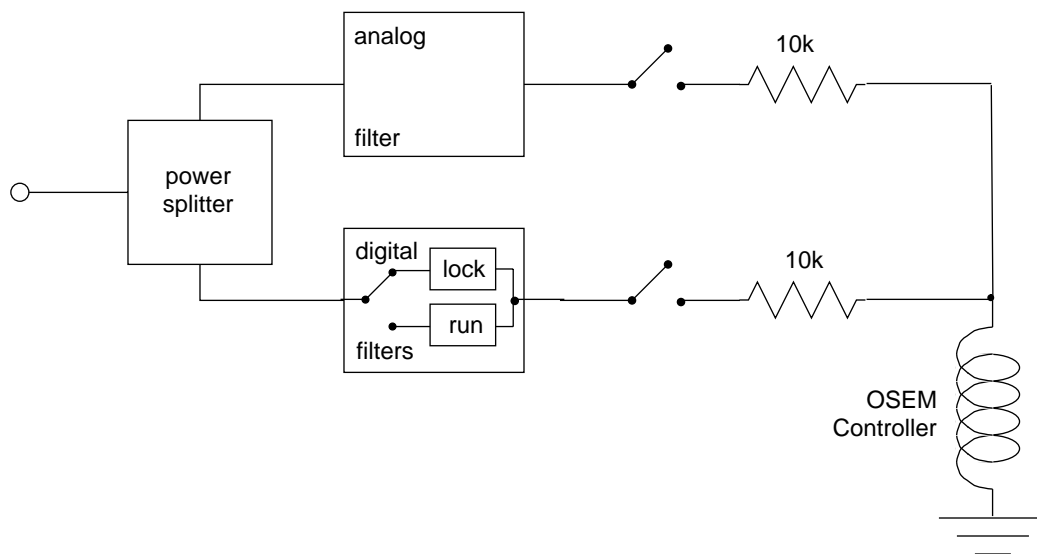 analog
filter
10k
power
splitter
digital
lock
run
filters
10k
OSEM
Controller